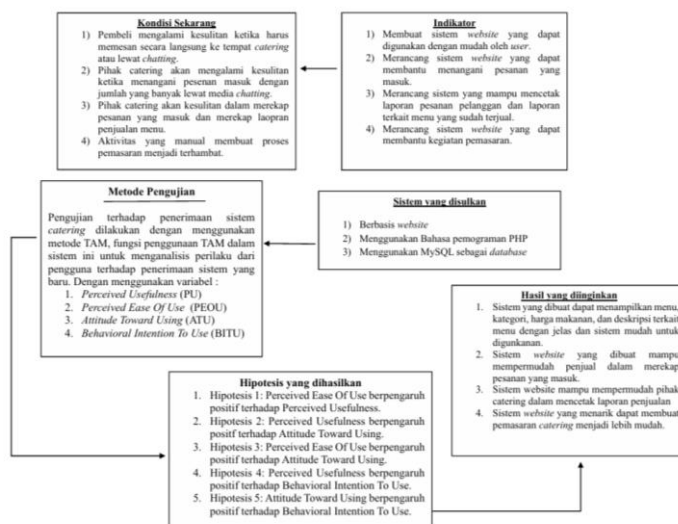 Kondisi Sekarang
1) Pembeli mengalami kesulitan ketika harus
memesan secara langsung ke tempat catering
atau lewat chatting.
2) Pihak catering akan mengalami kesulitan
ketika menangani pesenan masuk dengan
jumlah yang banyak lewat media chatting.
3) Pihak catering akan kesulitan dalam merekap
pesanan yang masuk dan merekap laopran
penjualan menu.
4) Aktivitas yang manual membuat proses
pemasaran menjadi terhambat.
Indikator
1) Membuat sistem website yang dapat
digunakan dengan mudah oleh user.
2) Merancang sistem website yang dapat
membantu menangani pesanan yang
masuk.
3) Merancang sistem yang mampu mencetak
laporan pesanan pelanggan dan laporan
terkait menu yang sudah terjual.
4) Merancang sistem website yang dapat
membantu kegiatan pemasaran.
Metode Pengujian
Pengujian terhadap penerimaan sistem
catering dilakukan dengan menggunakan
metode TAM, fungsi penggunaan TAM dalam
sistem ini untuk menganalisis perilaku dari
pengguna terhadap penerimaan sistem yang
baru. Dengan menggunakan variabel :
1. Perceived Usefulness (PU)
2. Perceived Ease Of Use (PEOU)
3. Attitude Toward Using (ATU)
4. Behavioral Intention To Use (BITU)
Sistem yang disulkan
1) Berbasis website
2) Menggunakan Bahasa pemograman PHP
3) Menggunakan MySQL sebagai database
Hasil yang diinginkan
1. Sistem yang dibuat dapat menampilkan menu,
kategori, harga makanan, dan deskripsi terkait
menu dengan jelas dan sistem mudah untuk
digunkanan.
2. Sistem website yang dibuat mampu
mempermudah penjual dalam merekap
pesanan yang masuk.
3. Sistem website mampu mempermudah pihak
catering dalam mencetak laporan penjualan
4. Sistem website yang menarik dapat membuat
pemasaran catering menjadi lebih mudah.
Hipotesis yang dihasilkan
1. Hipotesis 1: Perceived Ease Of Use berpengaruh
positif terhadap Perceived Usefulness.
2. Hipotesis 2: Perceived Usefulness berpengaruh
positf terhadap Attitude Toward Using.
3. Hipotesis 3: Perceived Ease Of Use berpengaruh
positif terhadap Attitude Toward Using.
4. Hipotesis 4: Perceived Usefulness berpengaruh
positif terhadap Behavioral Intention To Use.
5. Hipotesis 5: Attitude Toward Using berpengaruh
positif terhadap Behavioral Intention To Use.